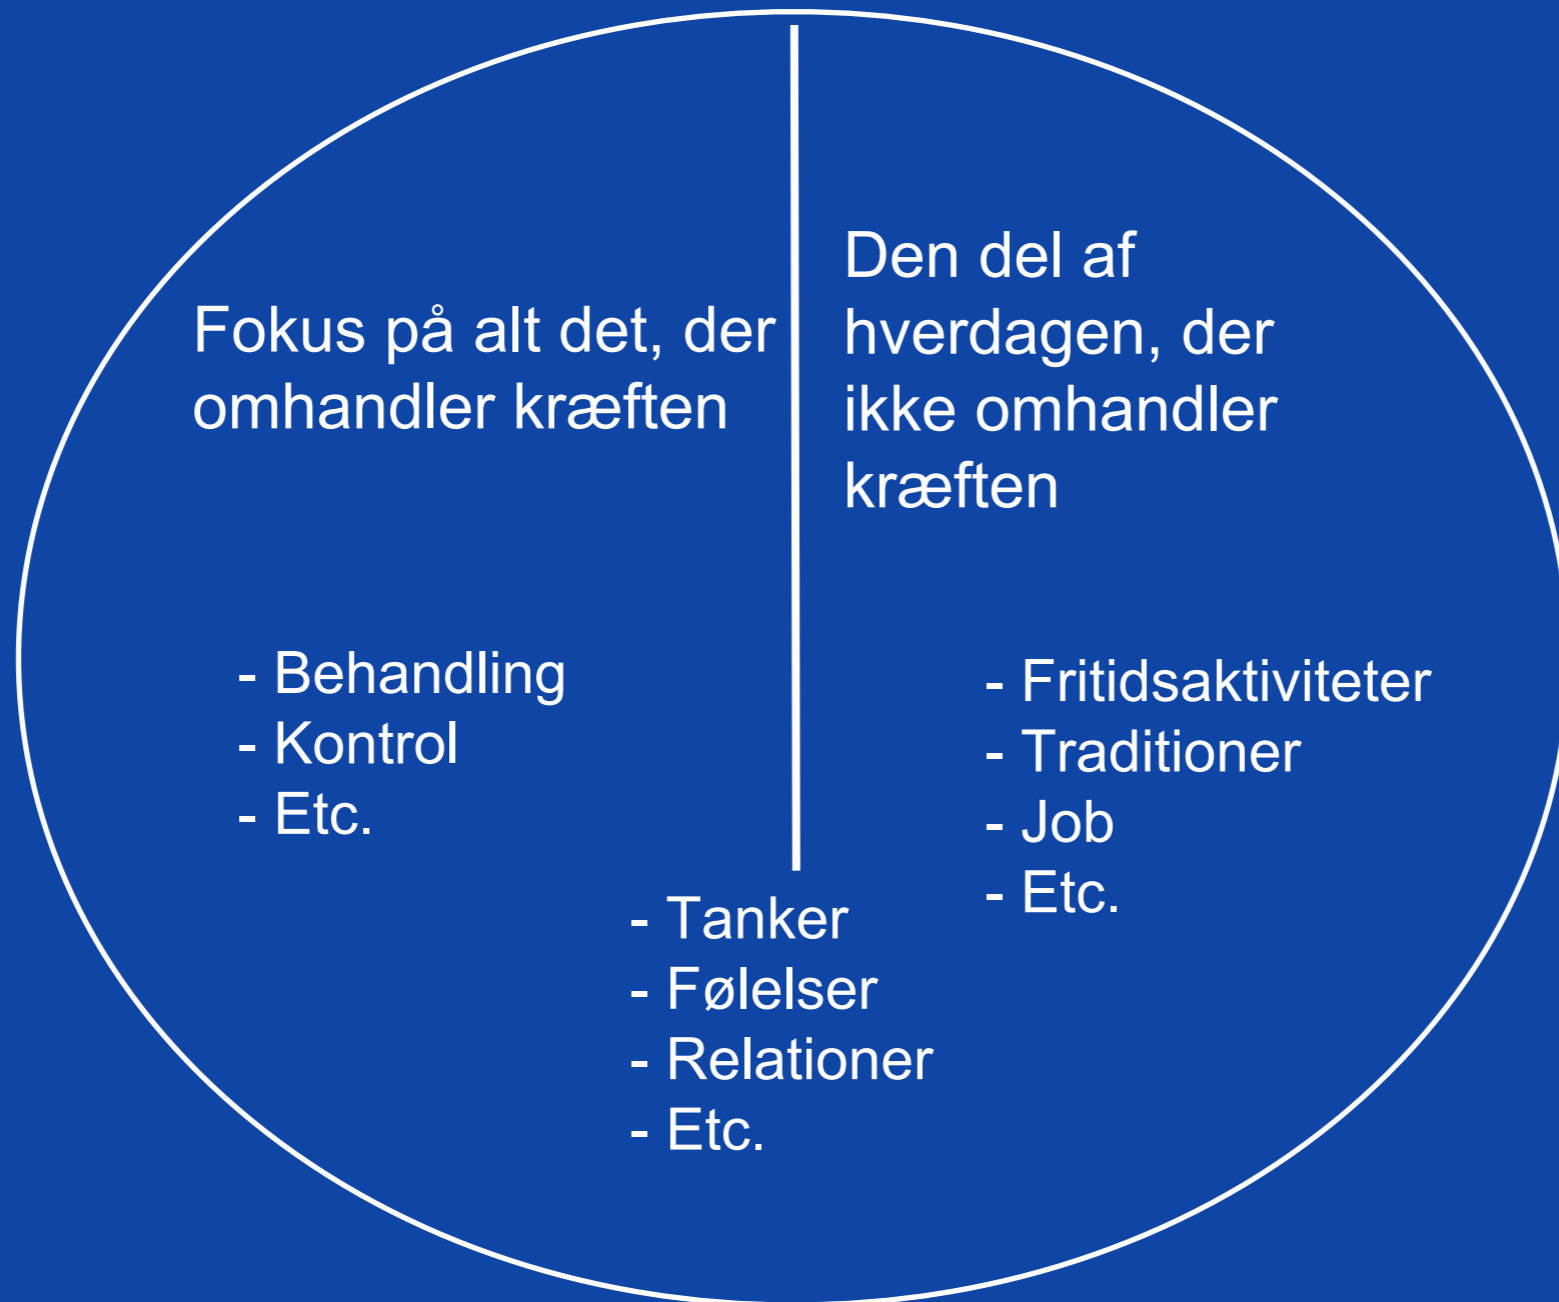 Fokus på alt det, der
omhandler kræften
- Behandling
- Kontrol
- Etc.
Den del af
hverdagen, der
ikke omhandler
kræften
- Fritidsaktiviteter
- Traditioner
- Job
- Etc.
- Tanker
- Følelser
- Relationer
- Etc.